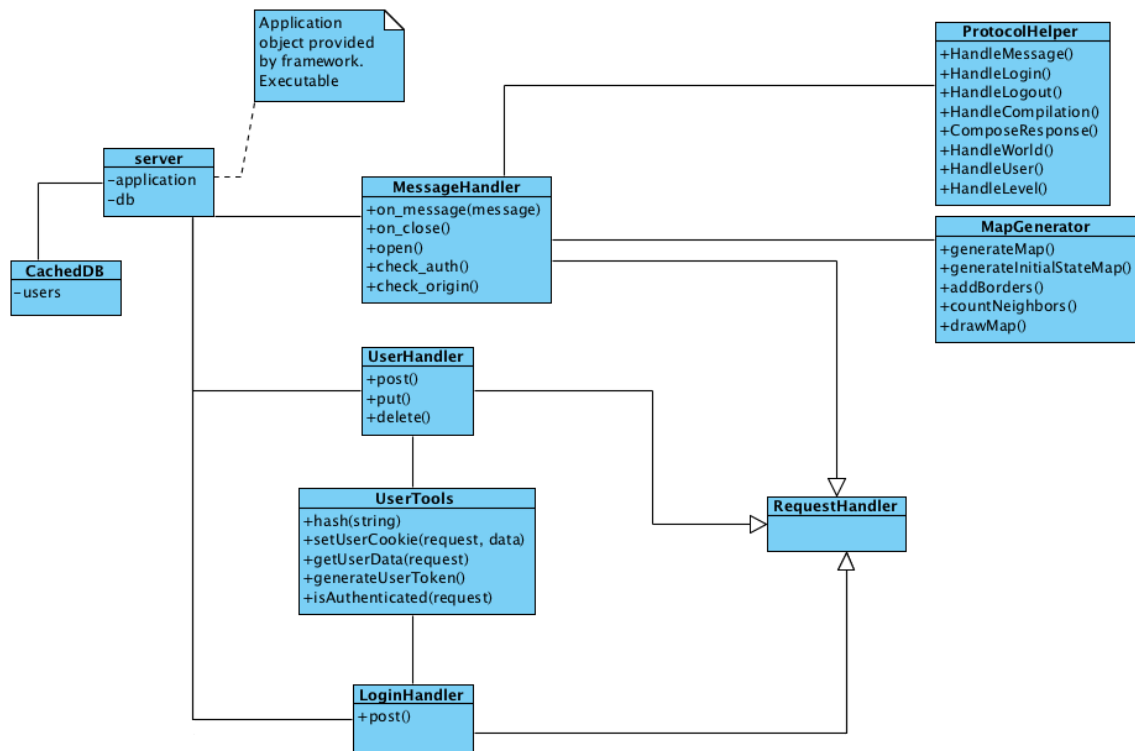 Application
object provided
by framework.
Executable
ProtocolHelper
+HandleMessage()
+HandleLogin()
+HandleLogout()
+HandleCompilation()
+ComposeResponse()
+HandleWorld()
+HandleUser()
+HandleLevel()
server
-application
-db
MessageHandler
+on_message(message)
+on_close()
+open()
+check_auth()
+check_origin()
MapGenerator
+generateMap()
+generateInitialStateMap()
+addBorders()
+countNeighbors()
+drawMap()
CachedDB
-users
UserHandler
+post()
+put()
+delete()
UserTools
+hash(string)
+setUserCookie(request, data)
+getUserData(request)
+generateUserToken()
+isAuthenticated(request)
RequestHandler
LoginHandler
+post()